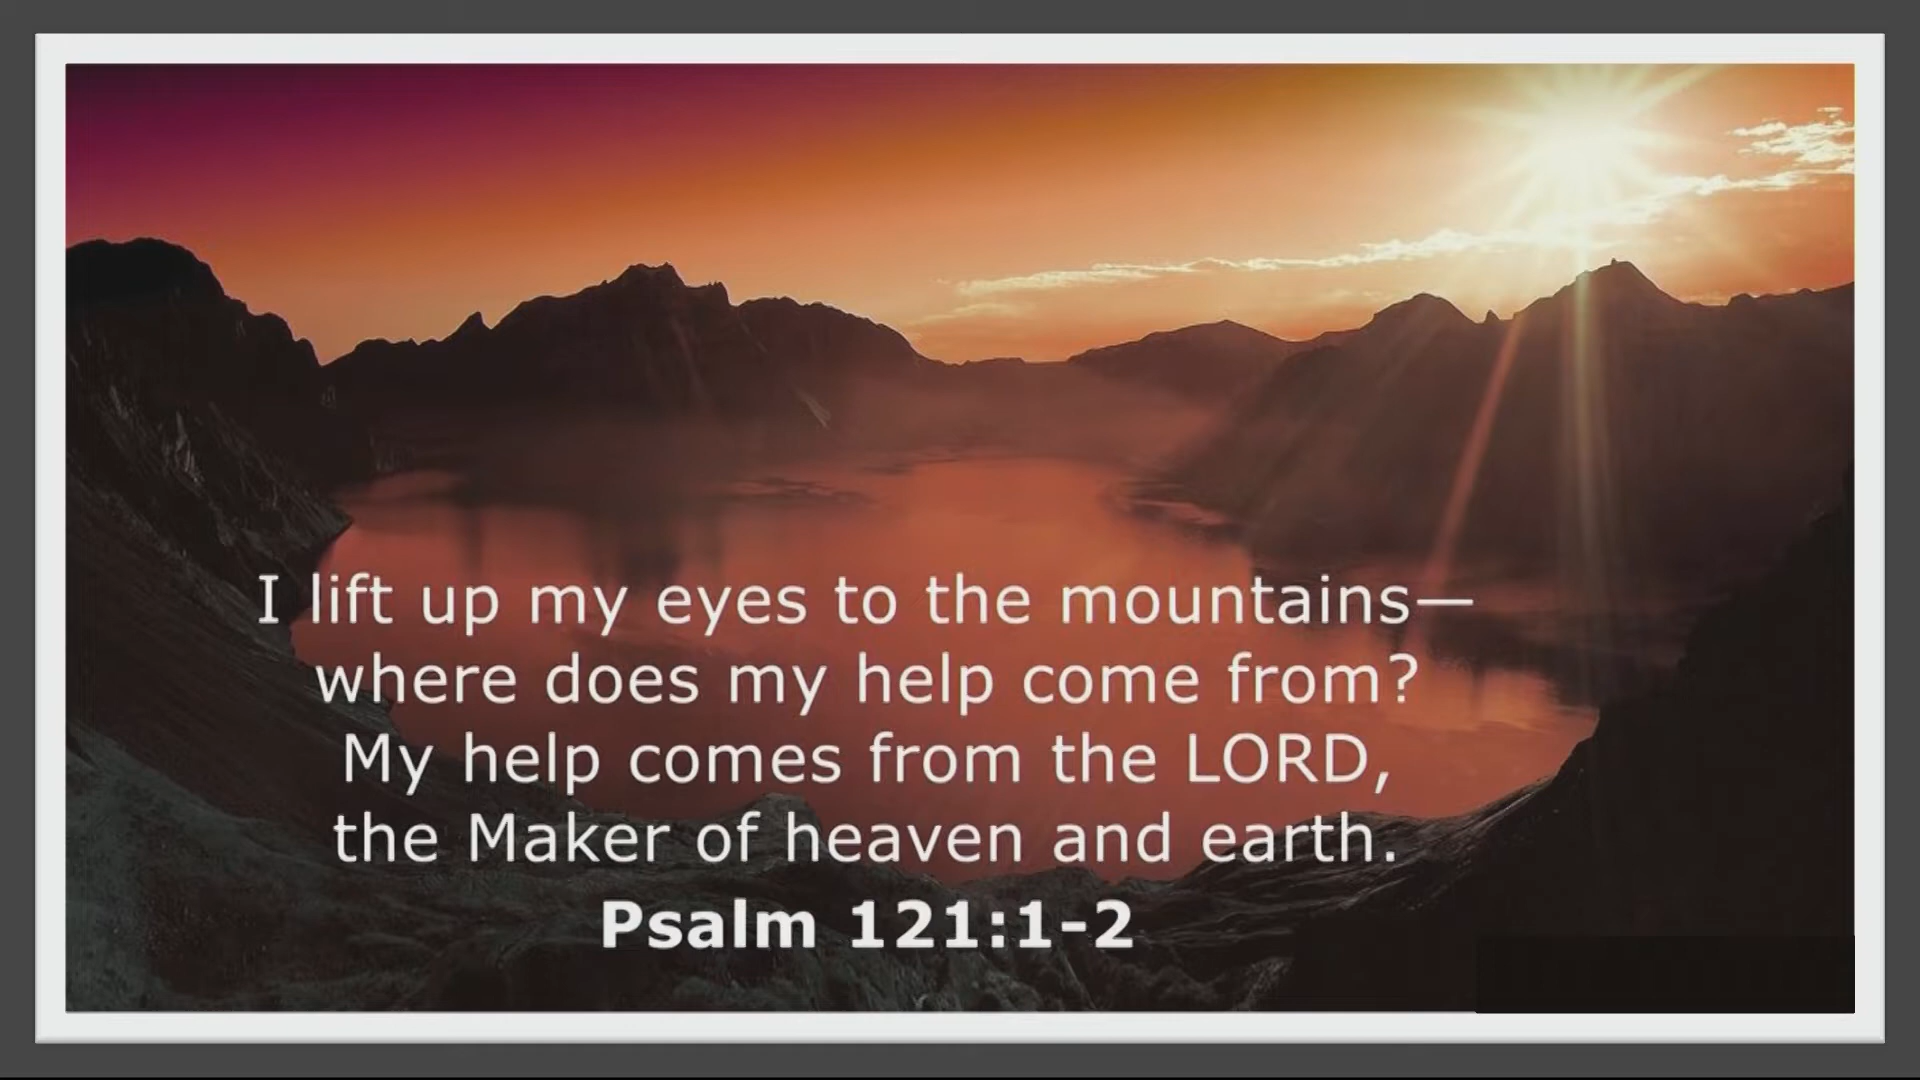 I lift up my eyes to the mountains—
where does my help come from?
My help comes from the LORD,
the Maker of heaven and earth.
Psalm 121:1-2